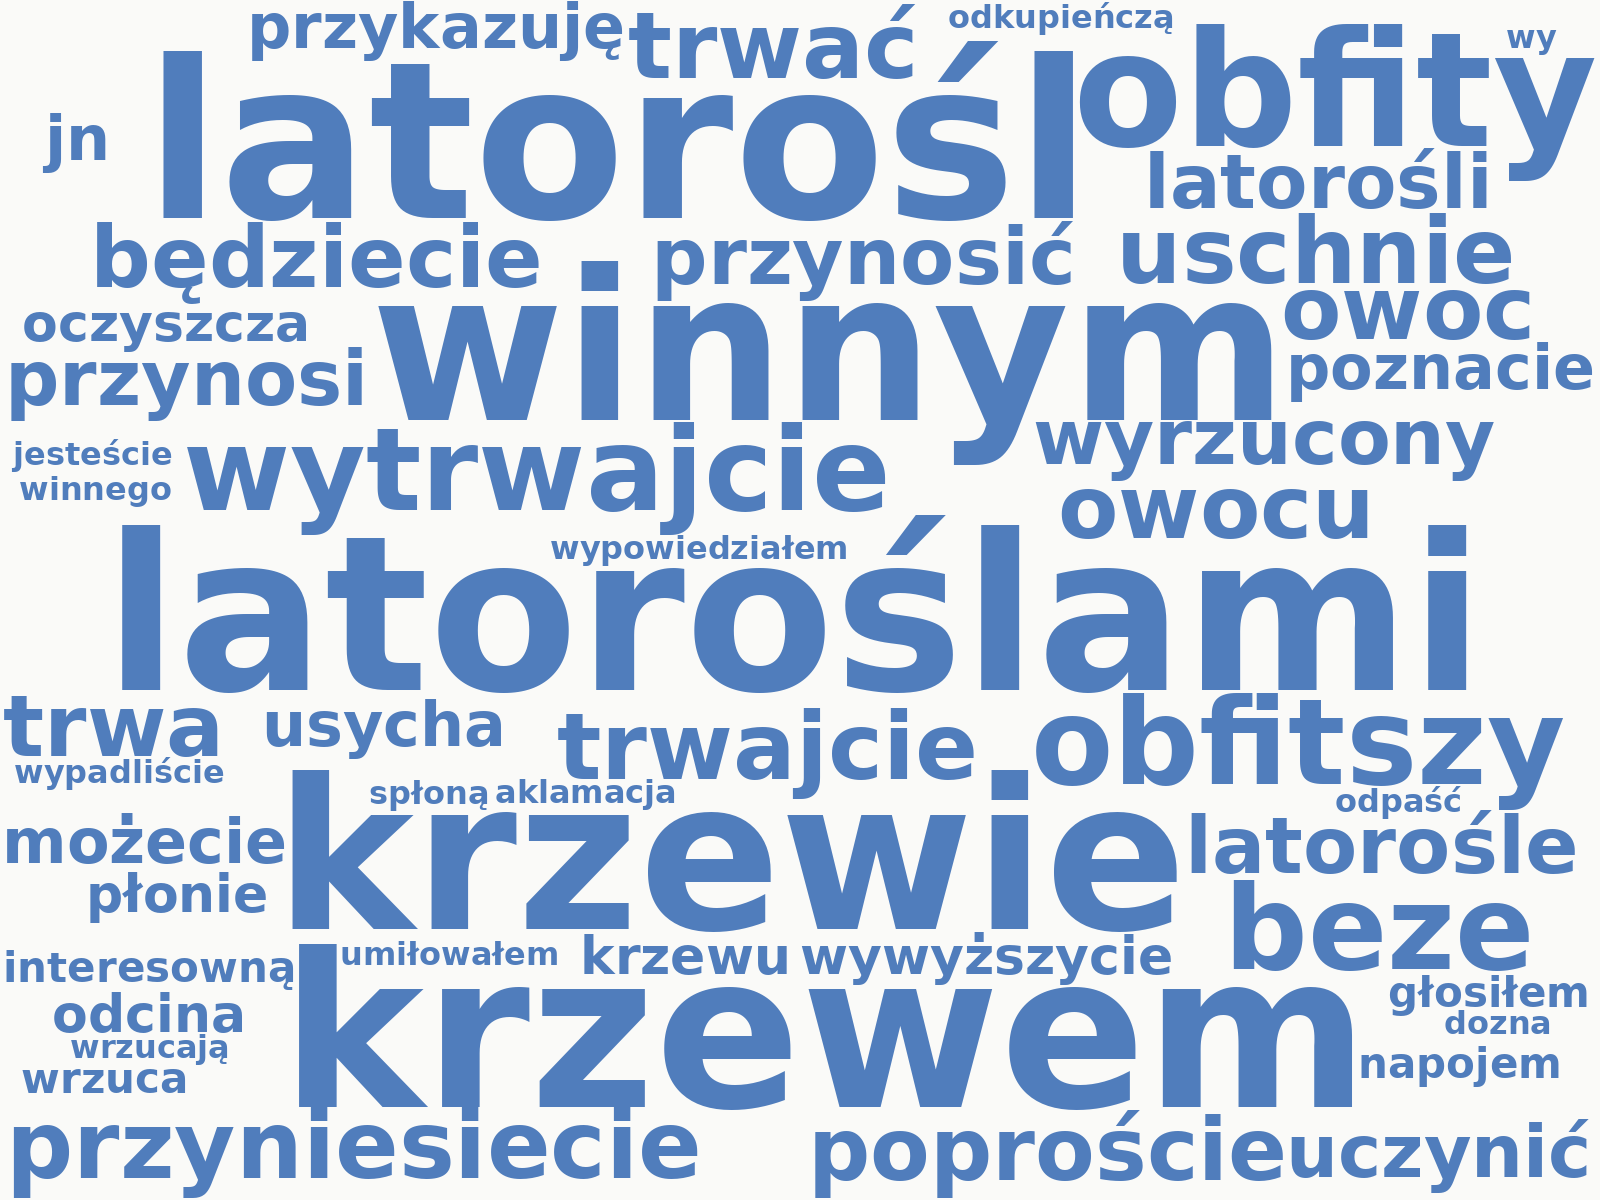 przykazuję
trwać
odkupieńczą
obfity
wy
jn
latorośl
latorośli
będziecie
przynosić
uschnie
oczyszcza
winnym
owoc
przynosi
poznacie
jesteście
wytrwajcie
wyrzucony
winnego
owocu
wypowiedziałem
latoroślami
trwa
usycha
trwajcie
obfitszy
wypadliście
spłoną
aklamacja
odpaść
możecie
krzewie
latorośle
płonie
beze
interesowną
umiłowałem
krzewu
wywyższycie
głosiłem
odcina
krzewem
dozna
wrzucają
napojem
wrzuca
przyniesiecie
poproście
uczynić